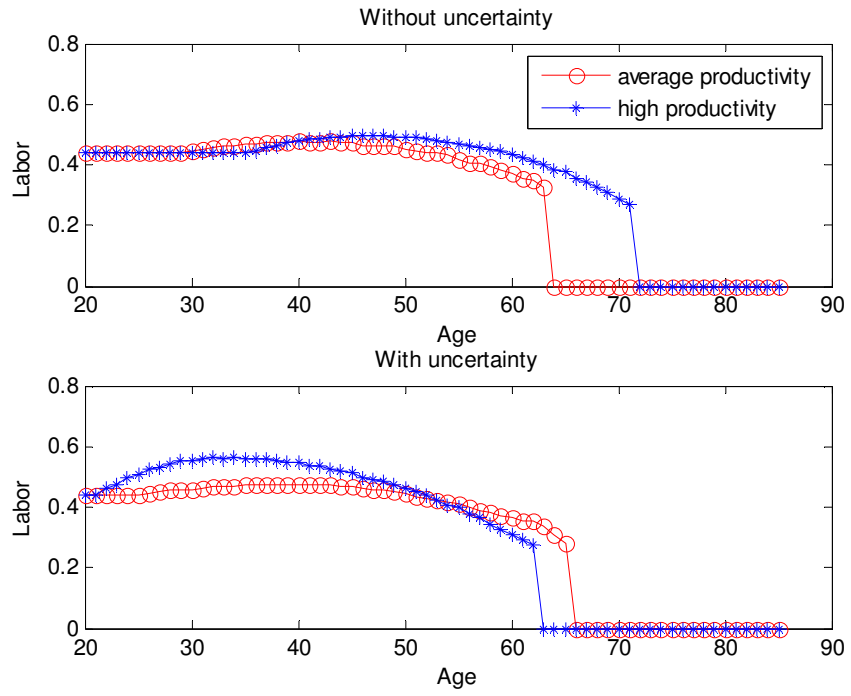 Without uncertainty
0.8
0.6
0.4
0.2
0
Labor
average productivity
high productivity
20 30 40 50 60 70 80 90
Age
With uncertainty
0.8
0.6
0.4
0.2
0
Labor
20 30 40 50 60 70 80 90
Age